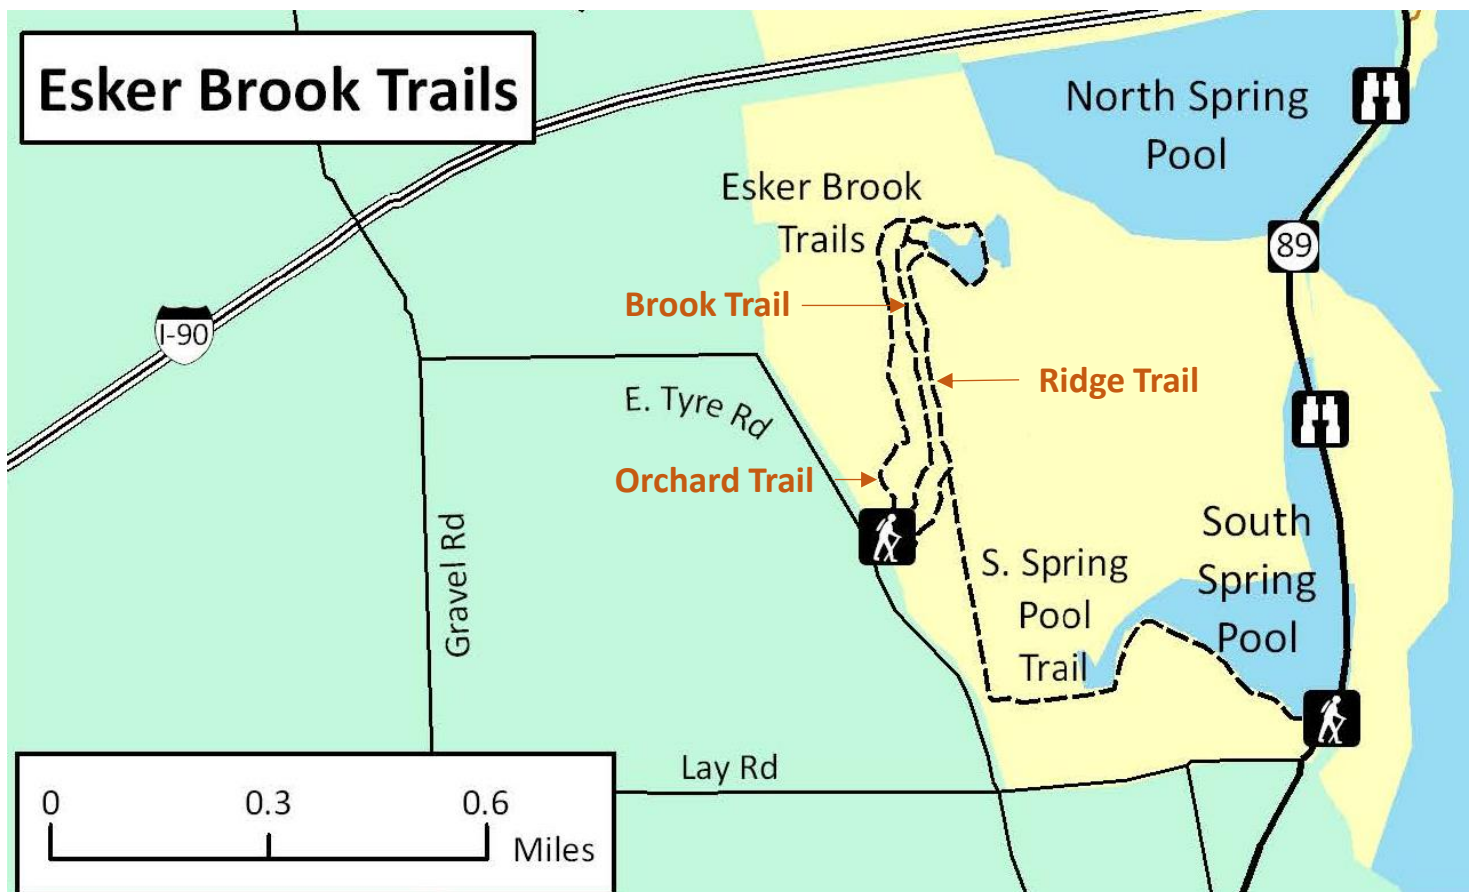 Esker Brook Trails
North Spring
Pool
Esker Brook
Trails
89
Brook Trail
I-90
Ridge Trail
E. Tyre Rd
Orchard Trail
South
Spring
Pool
Gravel Rd
S. Spring
Pool
Trail
Lay Rd
0 0.3 0.6
Miles